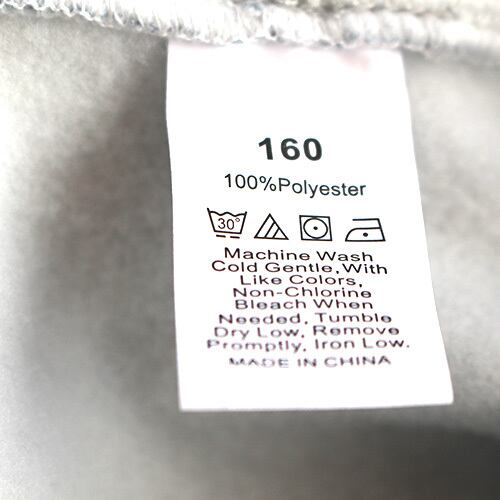 160
100%Polyester
30°
Machine Wash
Cold Gentle, With
Like Colors,
Non-Chlorine
Bleach When
Needed, Tumble
Dry Low, Remove
Promptly, Iron Low.
MADE IN CHINA